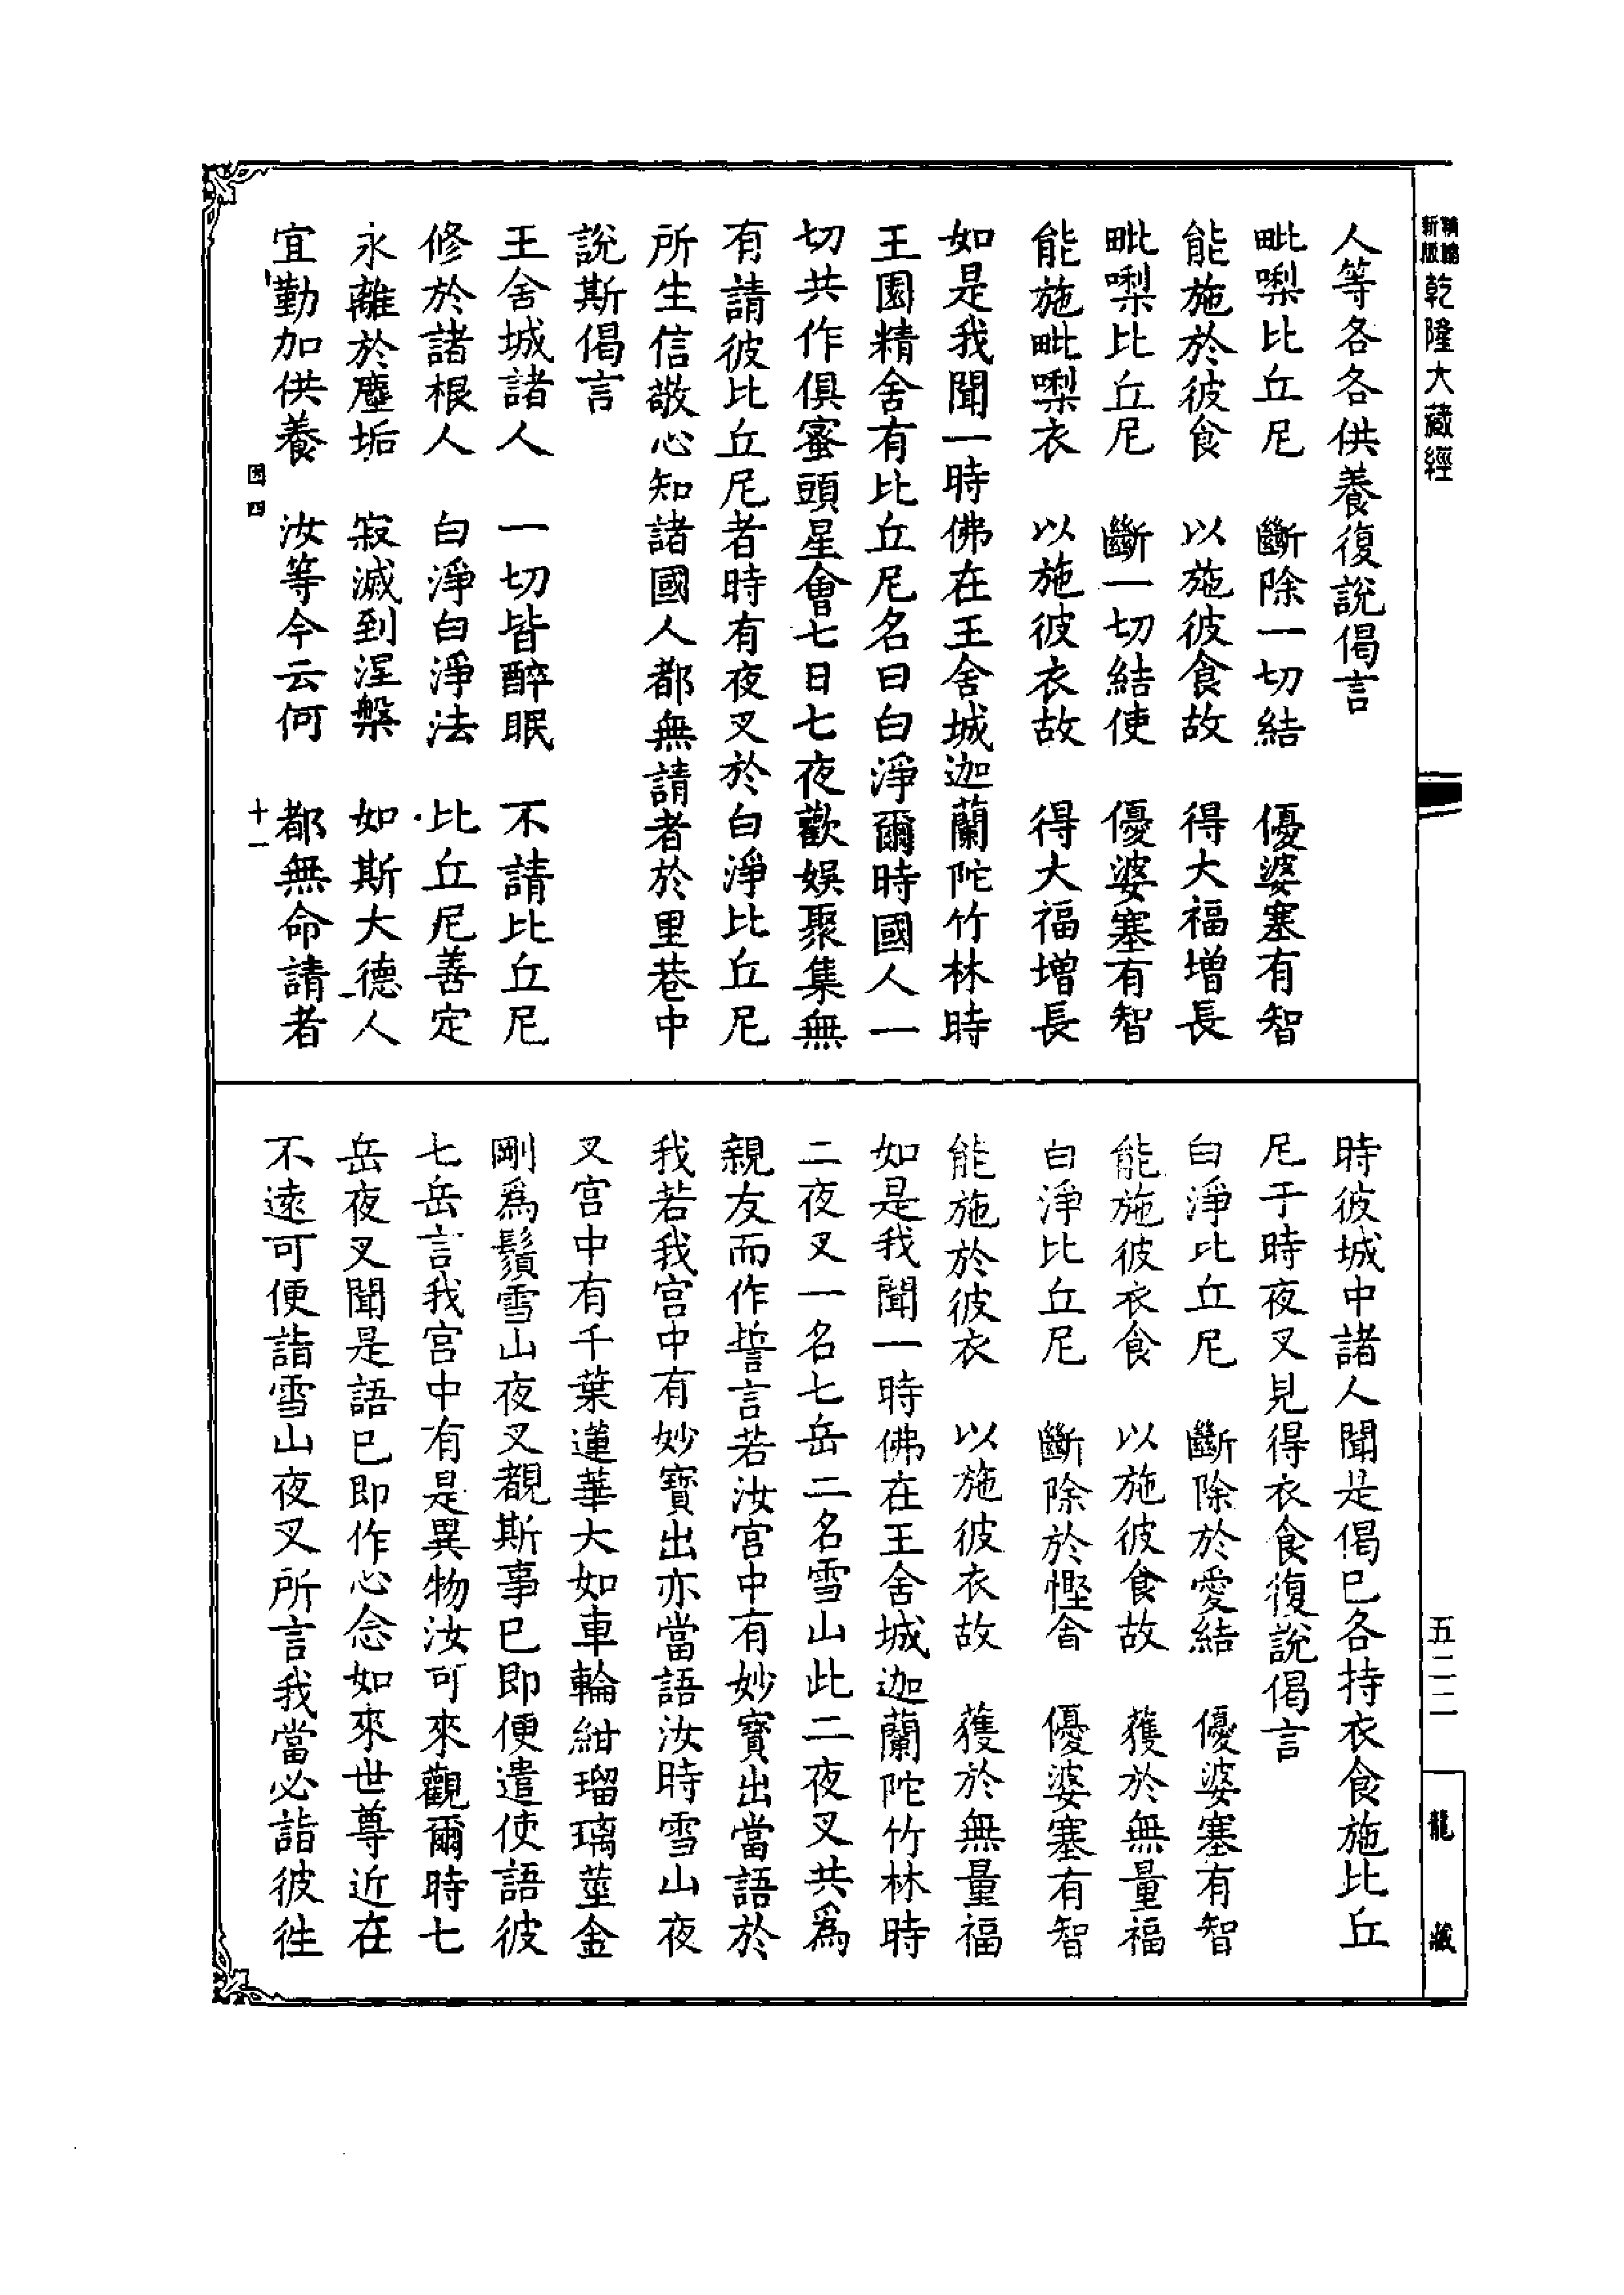 精編
新版
乾隆大藏經
人等各各供養復說偈言
毗㗚比丘尼　斷除一切結　優婆塞有智
能施於彼食　以施彼食故　得大福增長
毗㗚比丘尼　斷一切結使　優婆塞有智
能施毗㗚衣　以施彼衣故　得大福增長
如是我聞一時佛在王舍城迦蘭陀竹林時
王園精舍有比丘尼名曰白淨爾時國人一
切共作俱蜜頭星會七日七夜歡娛聚集無
有請彼比丘尼者時有夜叉於白淨比丘尼
所生信敬心知諸國人都無請者於里巷中
說斯偈言
王舍城諸人　一切皆醉眠　不請比丘尼
修於諸根人　白淨白淨法　比丘尼善定
永離於塵垢　寂滅到涅槃　如斯大德人
宜勤加供養　汝等今云何　都無命請者
四　十一
時彼城中諸人聞是偈已各持衣食施比丘
尼于時夜叉見得衣食復說偈言
白淨比丘尼　斷除於愛結　優婆塞有智
能施彼衣食　以施彼食故　獲於無量福
白淨比丘尼　斷除於慳吝　優婆塞有智
能施於彼衣　以施彼衣故　獲於無量福
如是我聞一時佛在王舍城迦蘭陀竹林時
二夜叉一名七岳二名雪山此二夜叉共爲
親友而作誓言若汝宮中有妙寶出當語於
我若我宮中有妙寶出亦當語汝時雪山夜
叉宮中有千葉蓮華大如車輪紺瑠璃莖金
剛爲鬚雪山夜叉覩斯事已即便遣使語彼
七岳言我宮中有是異物汝可來觀爾時七
岳夜叉聞是語已即作心念如來世尊近在
不遠可便詣雪山夜叉所言我當必詣彼徃
五二二
龍藏